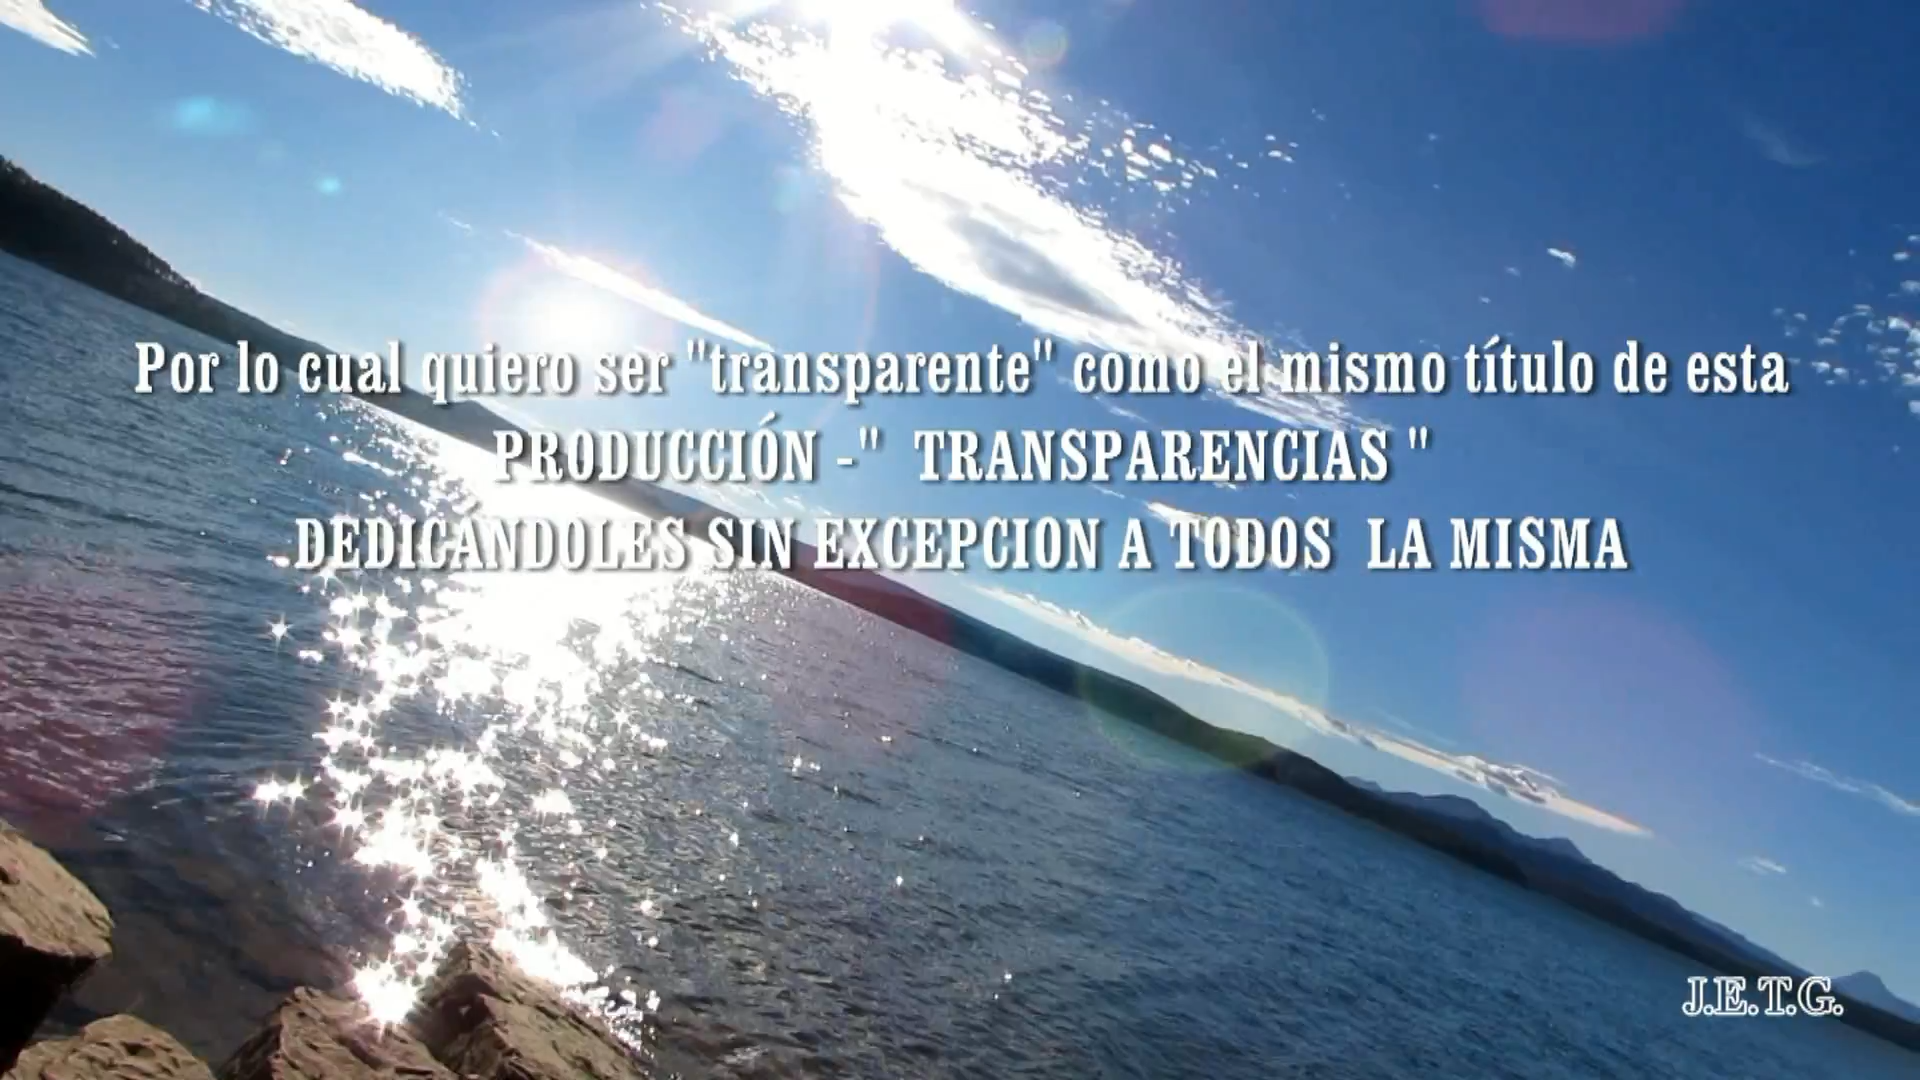 Por lo cual quiero ser "transparente" como el mismo título de esta
PRODUCCIÓN -"  TRANSPARENCIAS "
DEDICÁNDOLES SIN EXCEPCION A TODOS  LA MISMA
J.E.T.G.